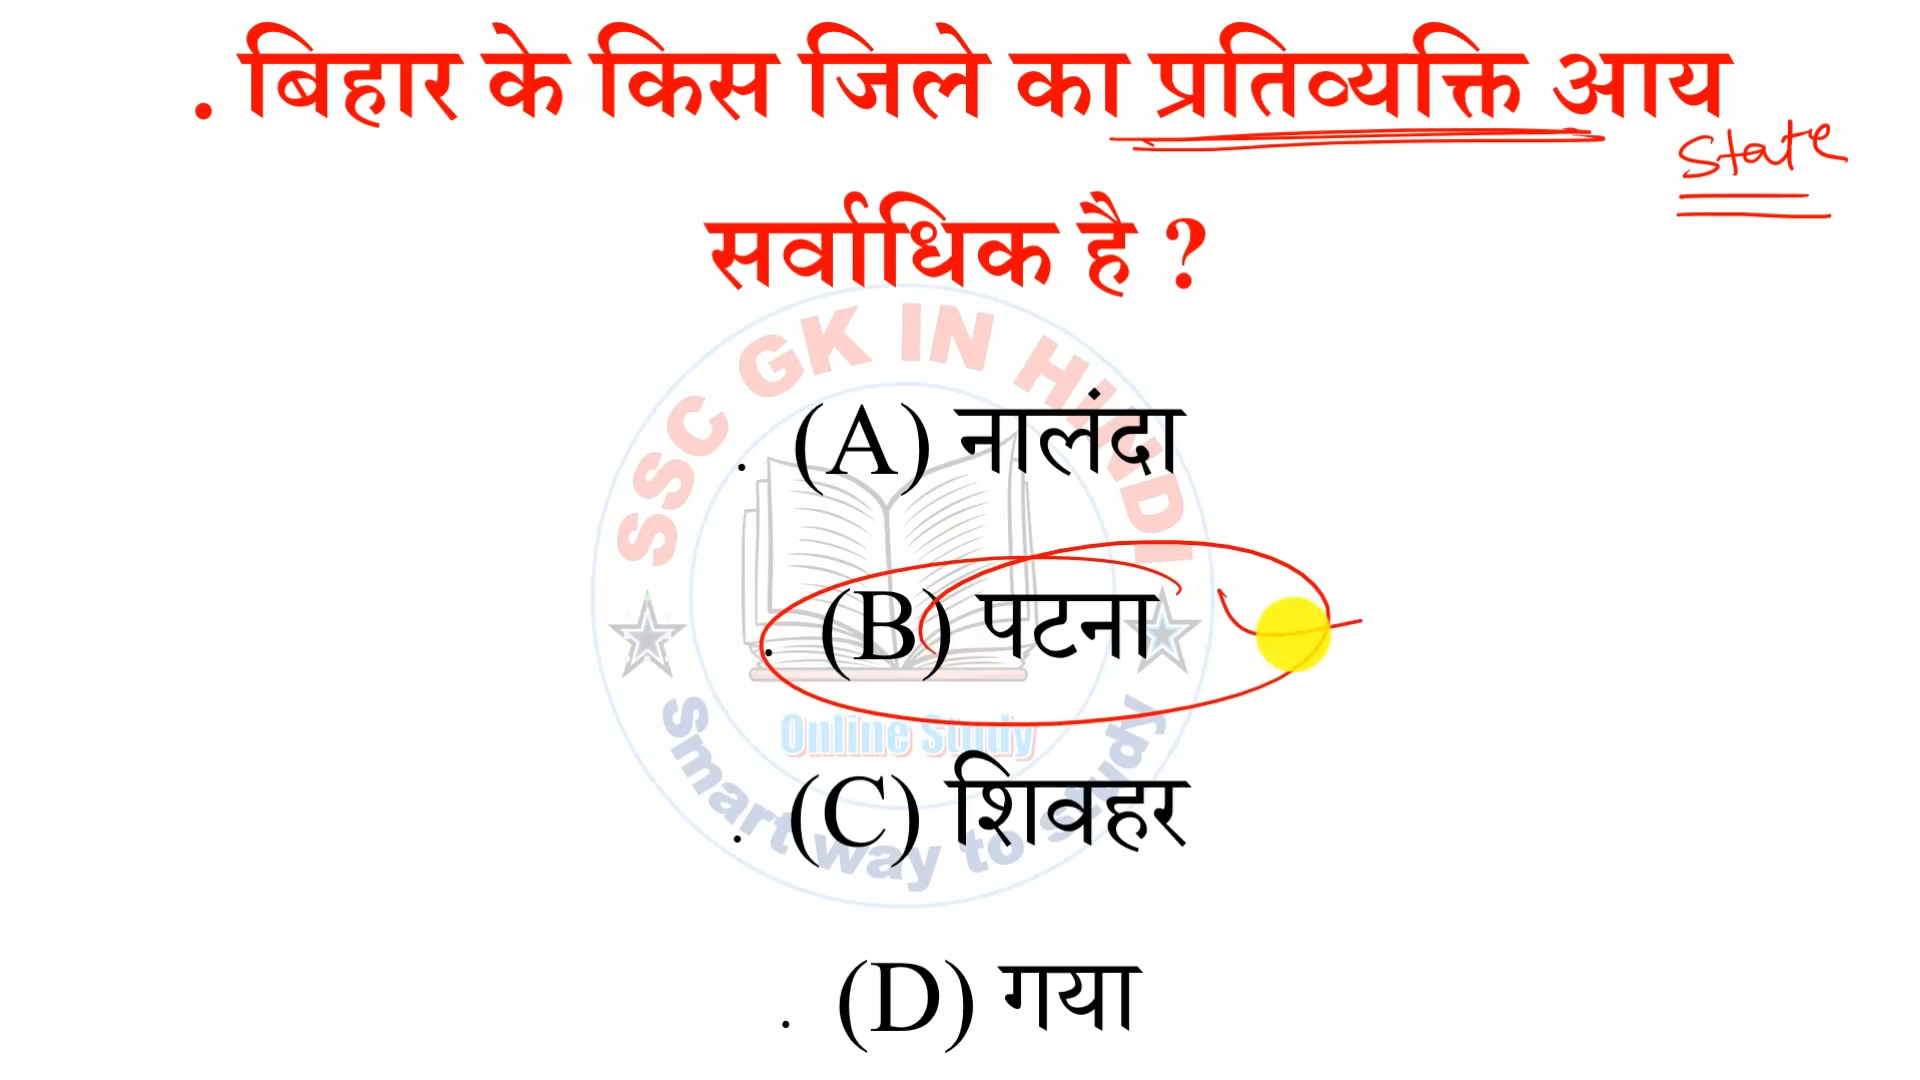 . बिहार के किस जिले का प्रतिव्यक्ति आय
State
सर्वाधिक है ?
SSC GK IN HINDI
. (A) नालंदा
. (B) पटना
Online Study
. (C) शिवहर
Smart way to study
. (D) गया